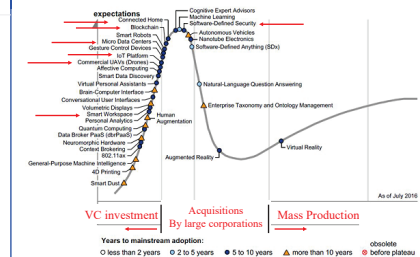 expectations
Cognitive Expert Advisors
Connected Home
Machine Learning
Blockchain
Software-Defined Security
Smart Robots
Autonomous Vehicles
Micro Data Centers
Nanotube Electronics
Gesture Control Devices
Software-Defined Anything (SDx)
IoT Platform
Commercial UAVs (Drones)
Affective Computing
Smart Data Discovery
Virtual Personal Assistants
Natural-Language Question Answering
Brain-Computer Interface
Conversational User Interfaces
Volumetric Displays
Enterprise Taxonomy and Ontology Management
Smart Workspace
Personal Analytics
Human
Augmentation
Quantum Computing
Data Broker PaaS (dbrPaaS)
Neuromorphic Hardware
Context Brokering
Virtual Reality
802.11ax
Augmented Reality
General-Purpose Machine Intelligence
4D Printing
Smart Dust
As of July 2016
VC investment
Acquisitions
By large corporations
Mass Production
Years to mainstream adoption:
less than 2 years
2 to 5 years
5 to 10 years
more than 10 years
obsolete
before plateau